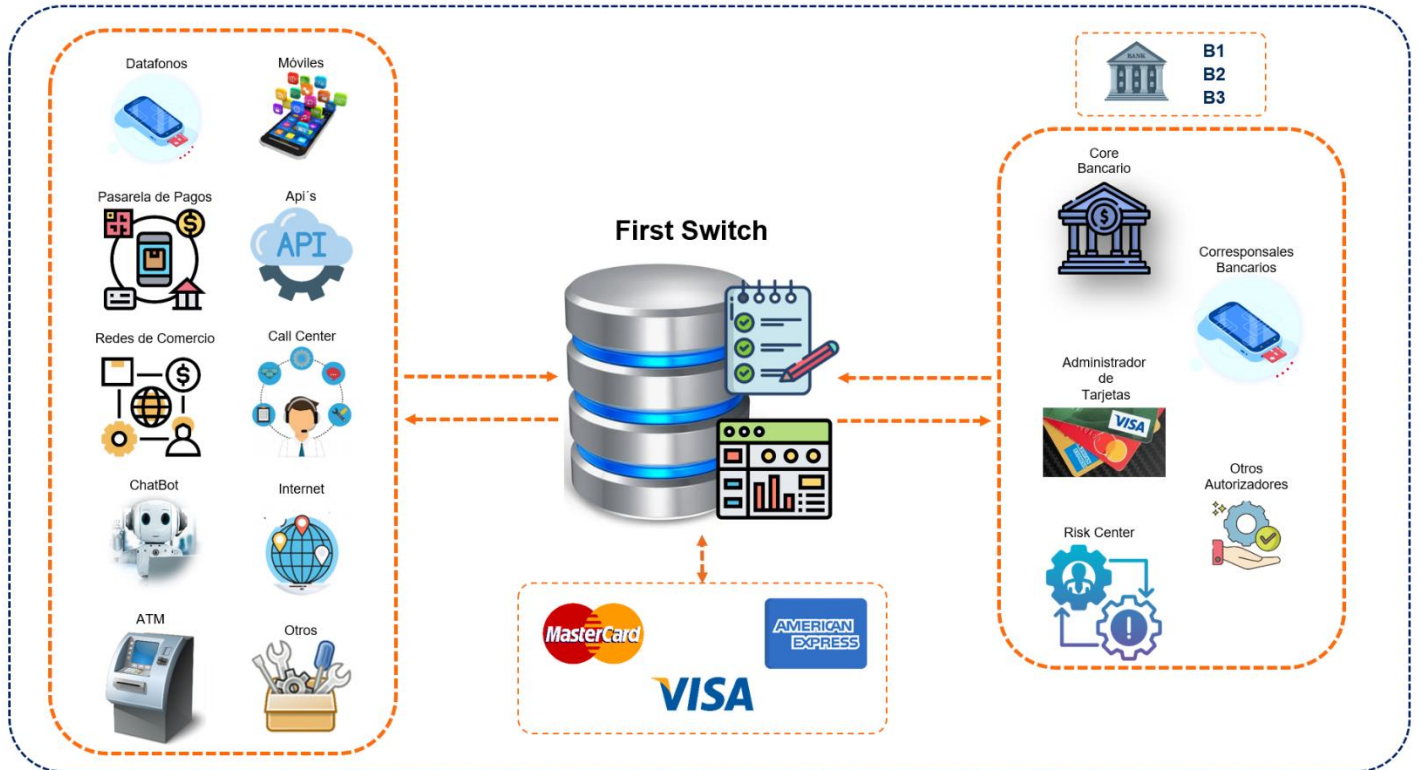 Datafonos
Móviles
Pasarela de Pagos
Api´s
API
Redes de Comercio
Call Center
ChatBot
Internet
ATM
Otros
First Switch
MasterCard
AMERICAN
EXPRESS
VISA
BANK
B1
B2
B3
Core
Bancario
Corresponsales
Bancarios
Administrador
de
Tarjetas
VISA
Otros
Autorizadores
Risk Center